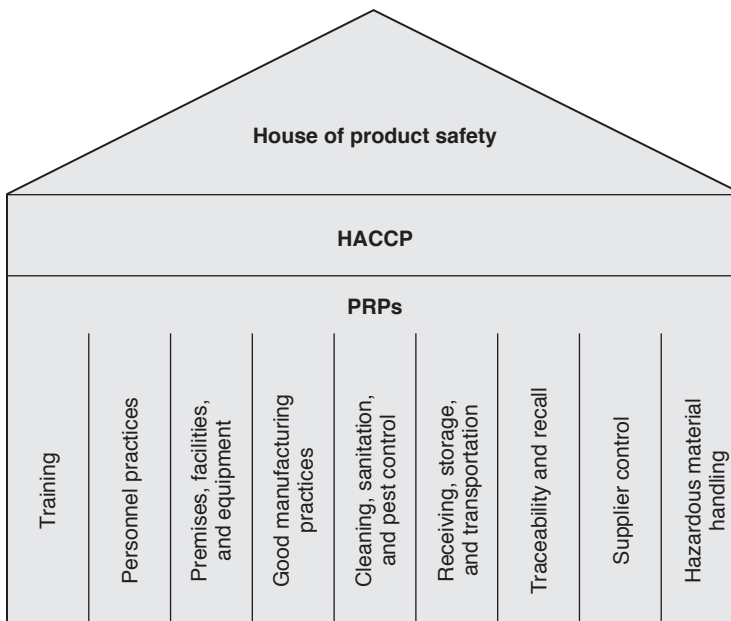 House of product safety
HACCP
PRPs
Training
Personnel practices
Premises, facilities,
and equipment
Good manufacturing
practices
Cleaning, sanitation,
and pest control
Receiving, storage,
and transportation
Traceability and recall
Supplier control
Hazardous material
handling